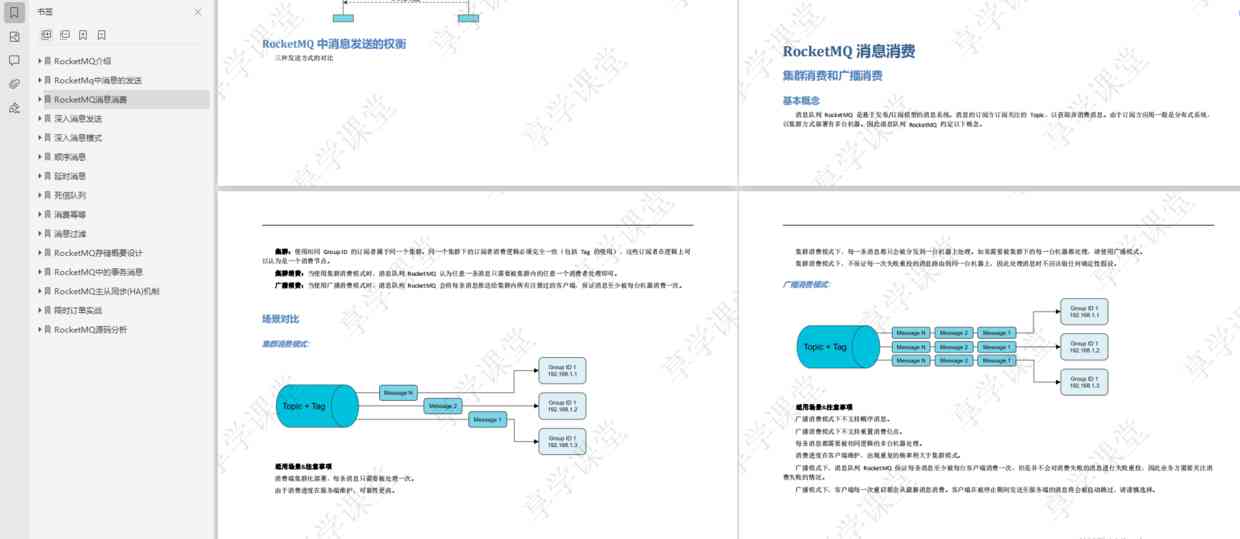 书签
RocketMQ介绍
RocketMq中消息的发送
RocketMQ消息消费
深入消息发送
深入消息模式
顺序消息
延时消息
死信队列
消费幂等
消息过滤
RocketMQ存储概要设计
RocketMQ中的事务消息
RocketMQ主从同步(HA)机制
限时订单实战
RocketMQ源码分析
RocketMQ 中消息发送的权衡
三种发送方式的对比
RocketMQ 消息消费
集群消费和广播消费
基本概念
消息队列 RocketMQ 是基于发布/订阅模型的消息系统。消息的订阅方订阅关注的 Topic，以获取并消费消息。由于订阅方应用一般是分布式系统，
以集群方式部署有多台机器。因此消息队列 RocketMQ 约定以下概念。
集群：使用相同 Group ID 的订阅者属于同一个集群。同一个集群下的订阅者消费逻辑必须完全一致（包括 Tag 的使用），这些订阅者在逻辑上可
以认为是一个消费节点。
集群消费：当使用集群消费模式时，消息队列 RocketMQ 认为任意一条消息只需要被集群内的任意一个消费者处理即可。
广播消费：当使用广播消费模式时，消息队列 RocketMQ 会将每条消息推送给集群内所有注册过的客户端，保证消息至少被每台机器消费一次。
场景对比
集群消费模式:
Topic + Tag
Message N
Message 2
Message 1
Group ID 1
192.168.1.1
Group ID 1
192.168.1.2
Group ID 1
192.168.1.3
适用场景&注意事项
消费端集群化部署，每条消息只需要被处理一次。
由于消费进度在服务端维护，可靠性更高。
集群消费模式下，每一条消息都只会被分发到一台机器上处理。如果需要被集群下的每一台机器都处理，请使用广播模式。
集群消费模式下，不保证每一次失败重投的消息路由到同一台机器上，因此处理消息时不应该做任何确定性假设。
广播消费模式:
Topic + Tag
Message N Message 2 Message 1
Message N Message 2 Message 1
Message N Message 2 Message 1
Group ID 1
192.168.1.1
Group ID 1
192.168.1.2
Group ID 1
192.168.1.3
适用场景&注意事项
广播消费模式下不支持顺序消息。
广播消费模式下不支持重置消费位点。
每条消息都需要被相同逻辑的多台机器处理。
消费进度在客户端维护，出现重复的概率稍大于集群模式。
广播模式下，消息队列 RocketMQ 保证每条消息至少被每台客户端消费一次，但是并不会对消费失败的消息进行失败重投，因此业务方需要关注消
费失败的情况。
广播模式下，客户端每一次重启都会从最新消息消费。客户端在被停止期间发送至服务端的消息将会被自动跳过，请谨慎选择。
享学课堂